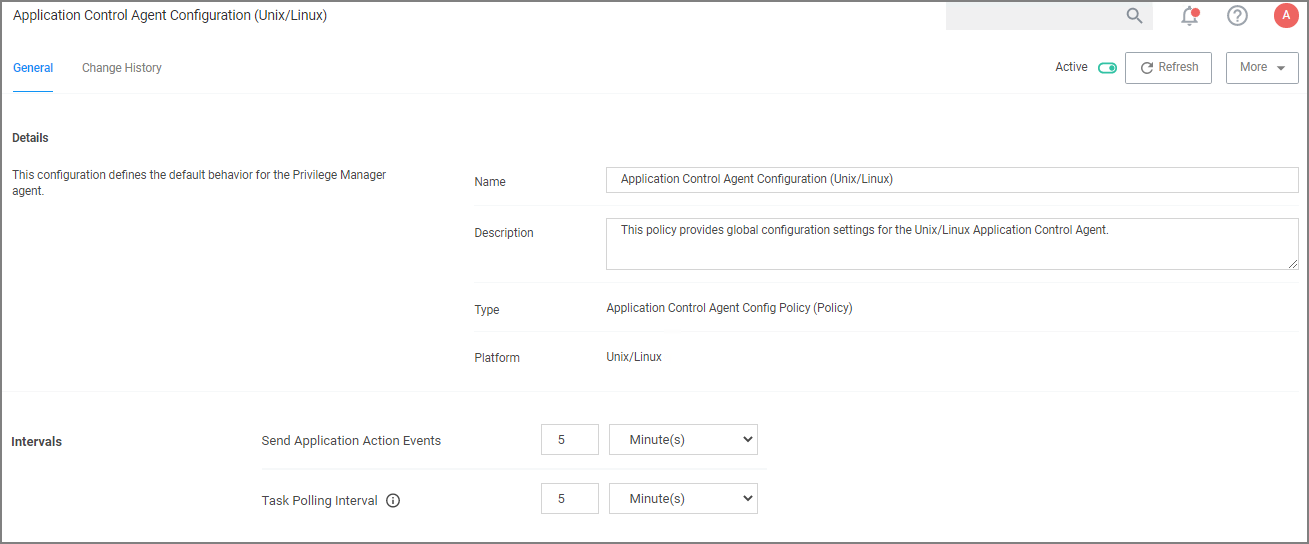 Application Control Agent Configuration (Unix/Linux)
A
General
Change History
Active
Refresh
More
Details
This configuration defines the default behavior for the Privilege Manager
agent.
Name
Application Control Agent Configuration (Unix/Linux)
Description
This policy provides global configuration settings for the Unix/Linux Application Control Agent.
Type
Application Control Agent Config Policy (Policy)
Platform
Unix/Linux
Intervals
Send Application Action Events
5
Minute(s)
Task Polling Interval
5
Minute(s)